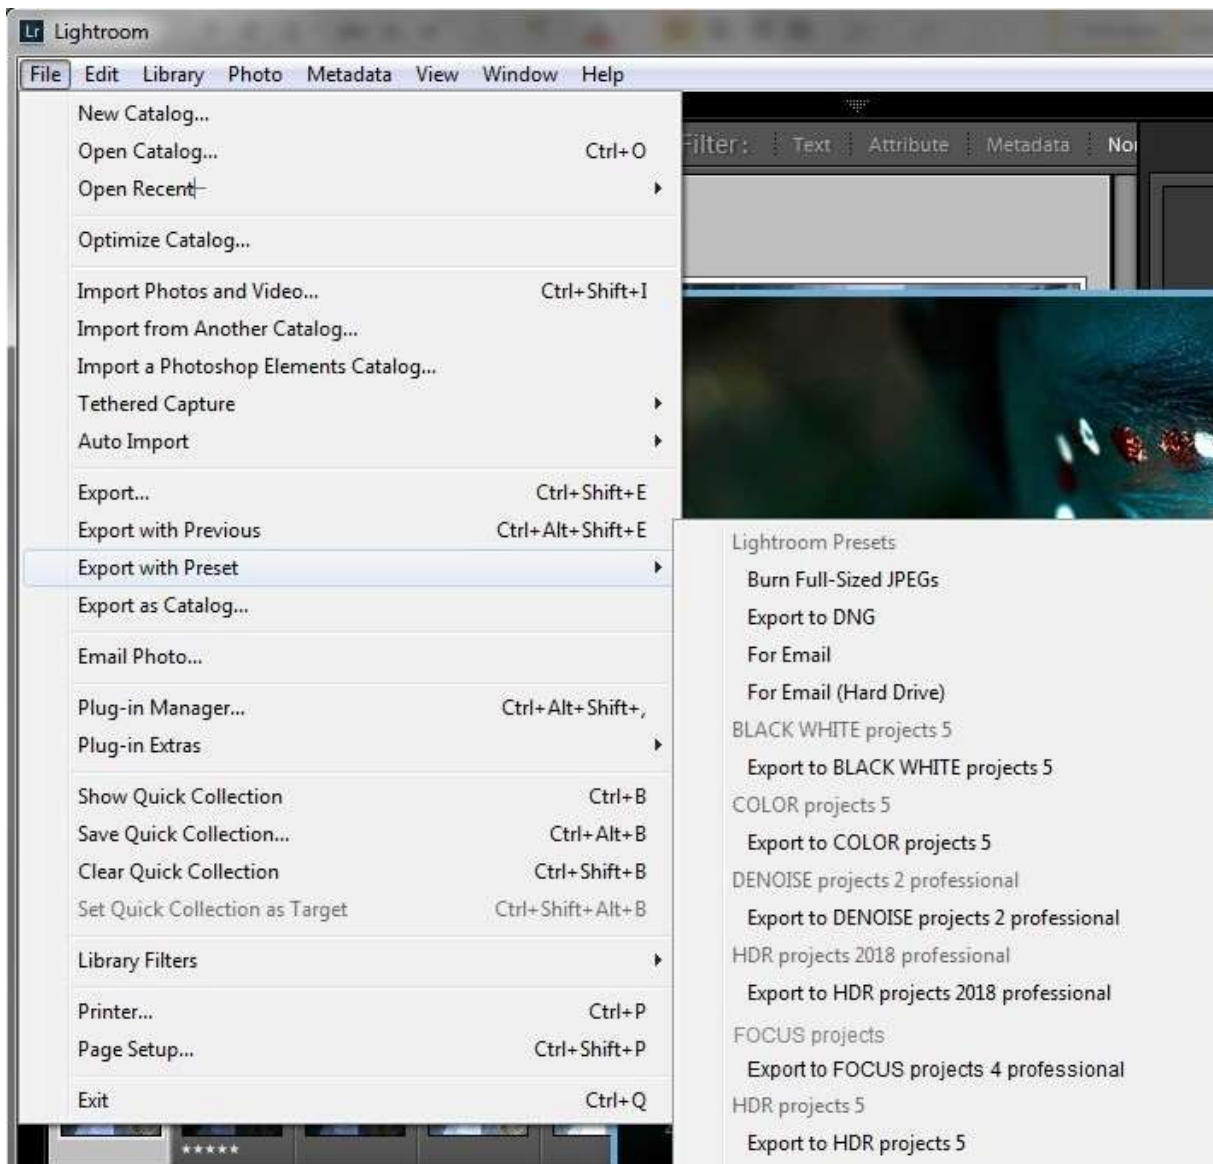 Lr Lightroom
File Edit Library Photo Metadata View Window Help
New Catalog...
Open Catalog... Ctrl+O
Open Recent
Optimize Catalog...
Import Photos and Video... Ctrl+Shift+I
Import from Another Catalog...
Import a Photoshop Elements Catalog...
Tethered Capture
Auto Import
Export... Ctrl+Shift+E
Export with Previous Ctrl+Alt+Shift+E
Export with Preset
Export as Catalog...
Email Photo...
Plug-in Manager... Ctrl+Alt+Shift+,
Plug-in Extras
Show Quick Collection Ctrl+B
Save Quick Collection... Ctrl+Alt+B
Clear Quick Collection Ctrl+Shift+B
Set Quick Collection as Target Ctrl+Shift+Alt+B
Library Filters
Printer... Ctrl+P
Page Setup... Ctrl+Shift+P
Exit Ctrl+Q
Filter: Text Attribute Metadata
Lightroom Presets
Burn Full-Sized JPEGs
Export to DNG
For Email
For Email (Hard Drive)
BLACK WHITE projects 5
Export to BLACK WHITE projects 5
COLOR projects 5
Export to COLOR projects 5
DENOISE projects 2 professional
Export to DENOISE projects 2 professional
HDR projects 2018 professional
Export to HDR projects 2018 professional
FOCUS projects
Export to FOCUS projects 4 professional
HDR projects 5
Export to HDR projects 5